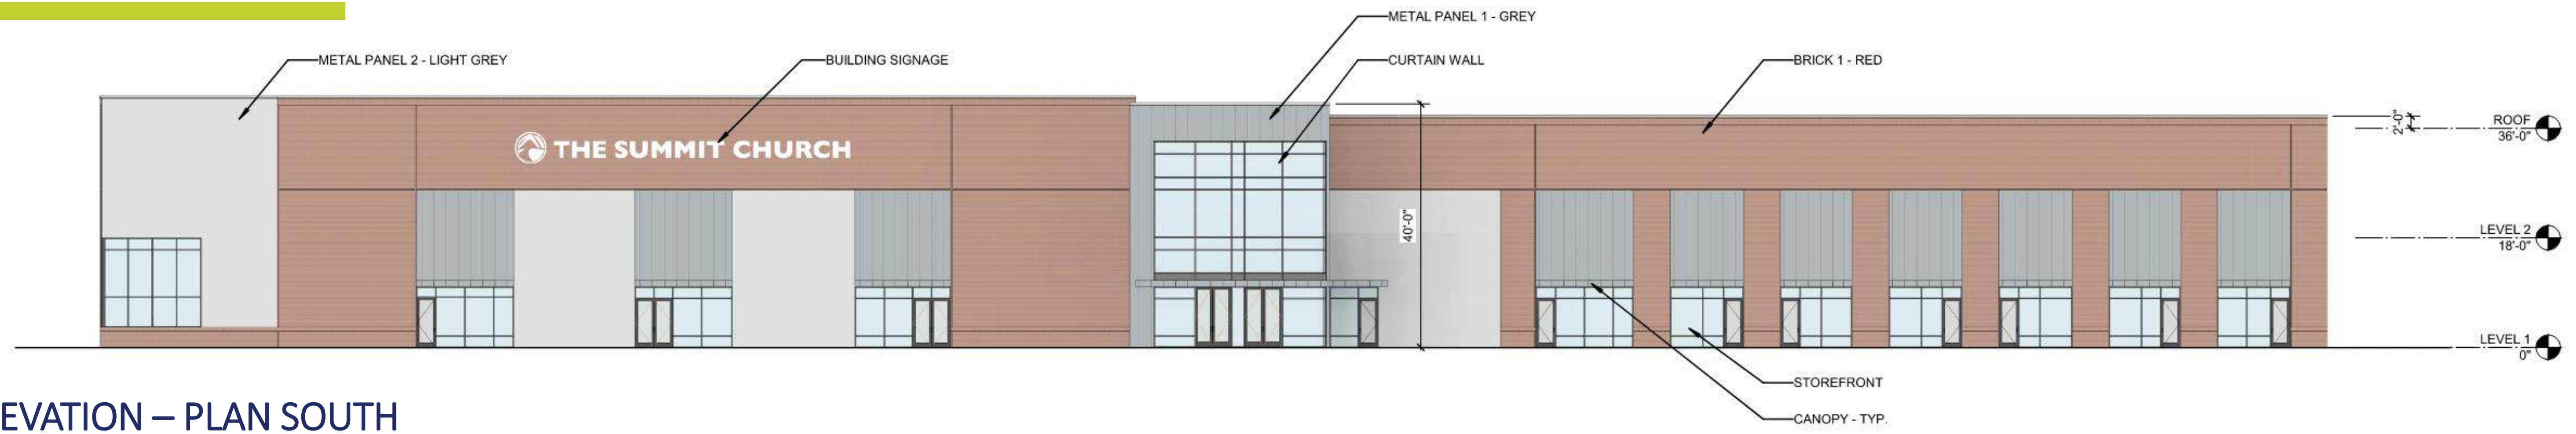 METAL PANEL 1 - GREY
METAL PANEL 2 - LIGHT GREY
BUILDING SIGNAGE
CURTAIN WALL
BRICK 1 - RED
THE SUMMIT CHURCH
2'-0"
ROOF
36'-0"
40'-0"
LEVEL 2
18'-0"
LEVEL 1
0"
STOREFRONT
CANOPY - TYP.
EVATION – PLAN SOUTH